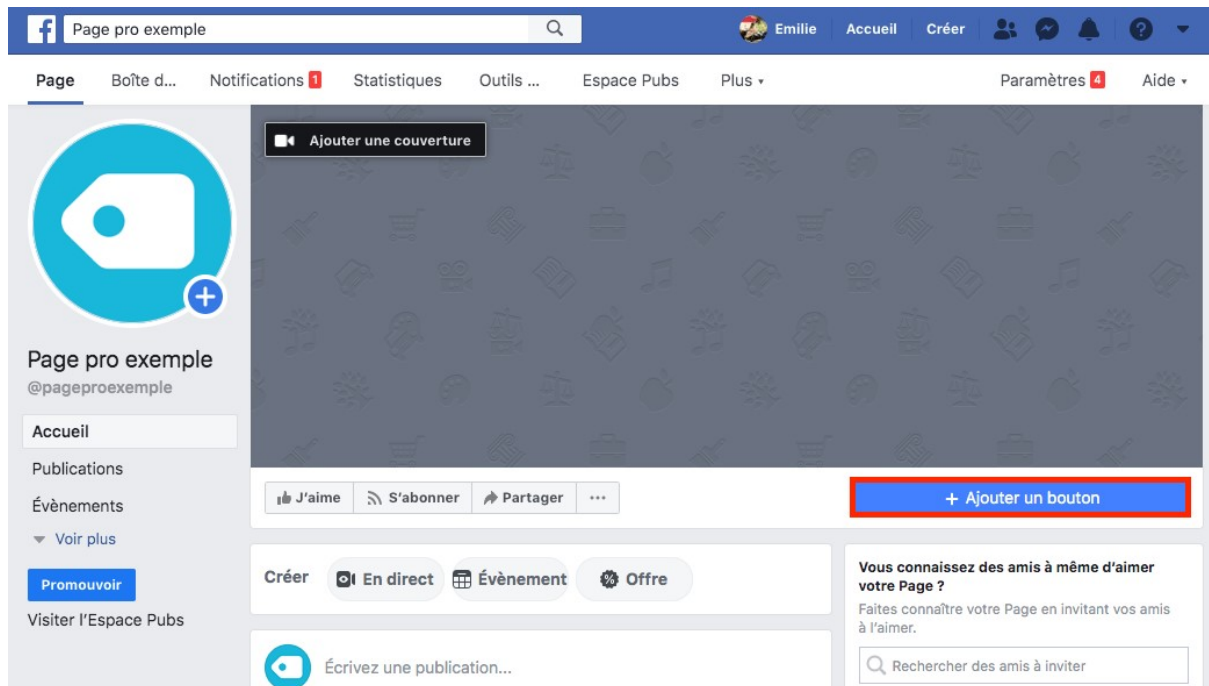 Page pro exemple
Emilie Accueil Créer
Page Boîte d... Notifications 1 Statistiques Outils ... Espace Pubs Plus Paramètres 4 Aide
Ajouter une couverture
Page pro exemple
@pageproexemple
Accueil
Publications
Évènements
Voir plus
Promouvoir
Visiter l'Espace Pubs
J'aime S'abonner Partager ...
+ Ajouter un bouton
Créer En direct Évènement Offre
Écrivez une publication...
Vous connaissez des amis à même d'aimer
votre Page ?
Faites connaître votre Page en invitant vos amis
à l'aimer.
Rechercher des amis à inviter